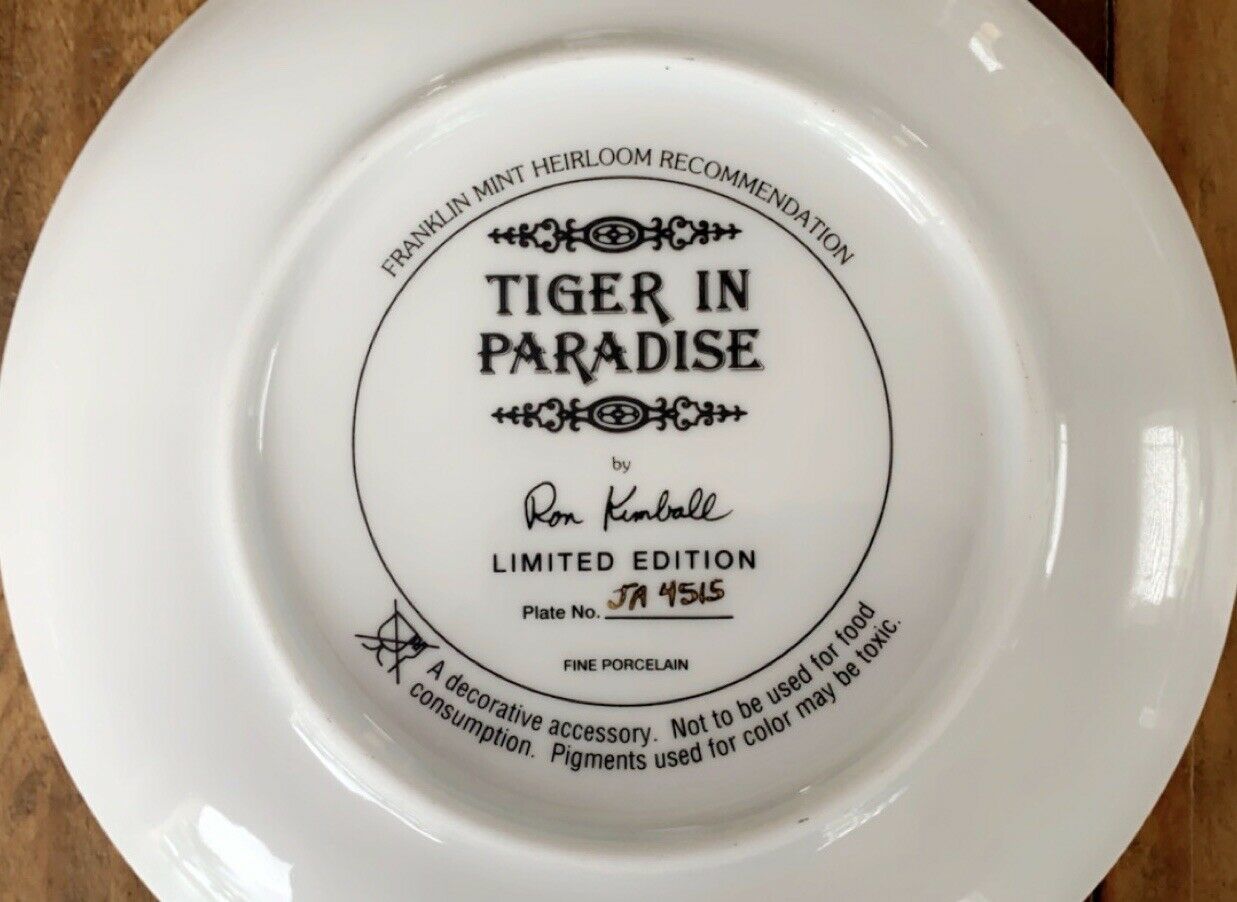 FRANKLIN MINT HEIRLOOM RECOMMENDATION
TIGER IN
PARADISE
by
Ron Kimball
LIMITED EDITION
Plate No. JA 4515
FINE PORCELAIN
A decorative accessory. Not to be used for food
consumption. Pigments used for color may be toxic.